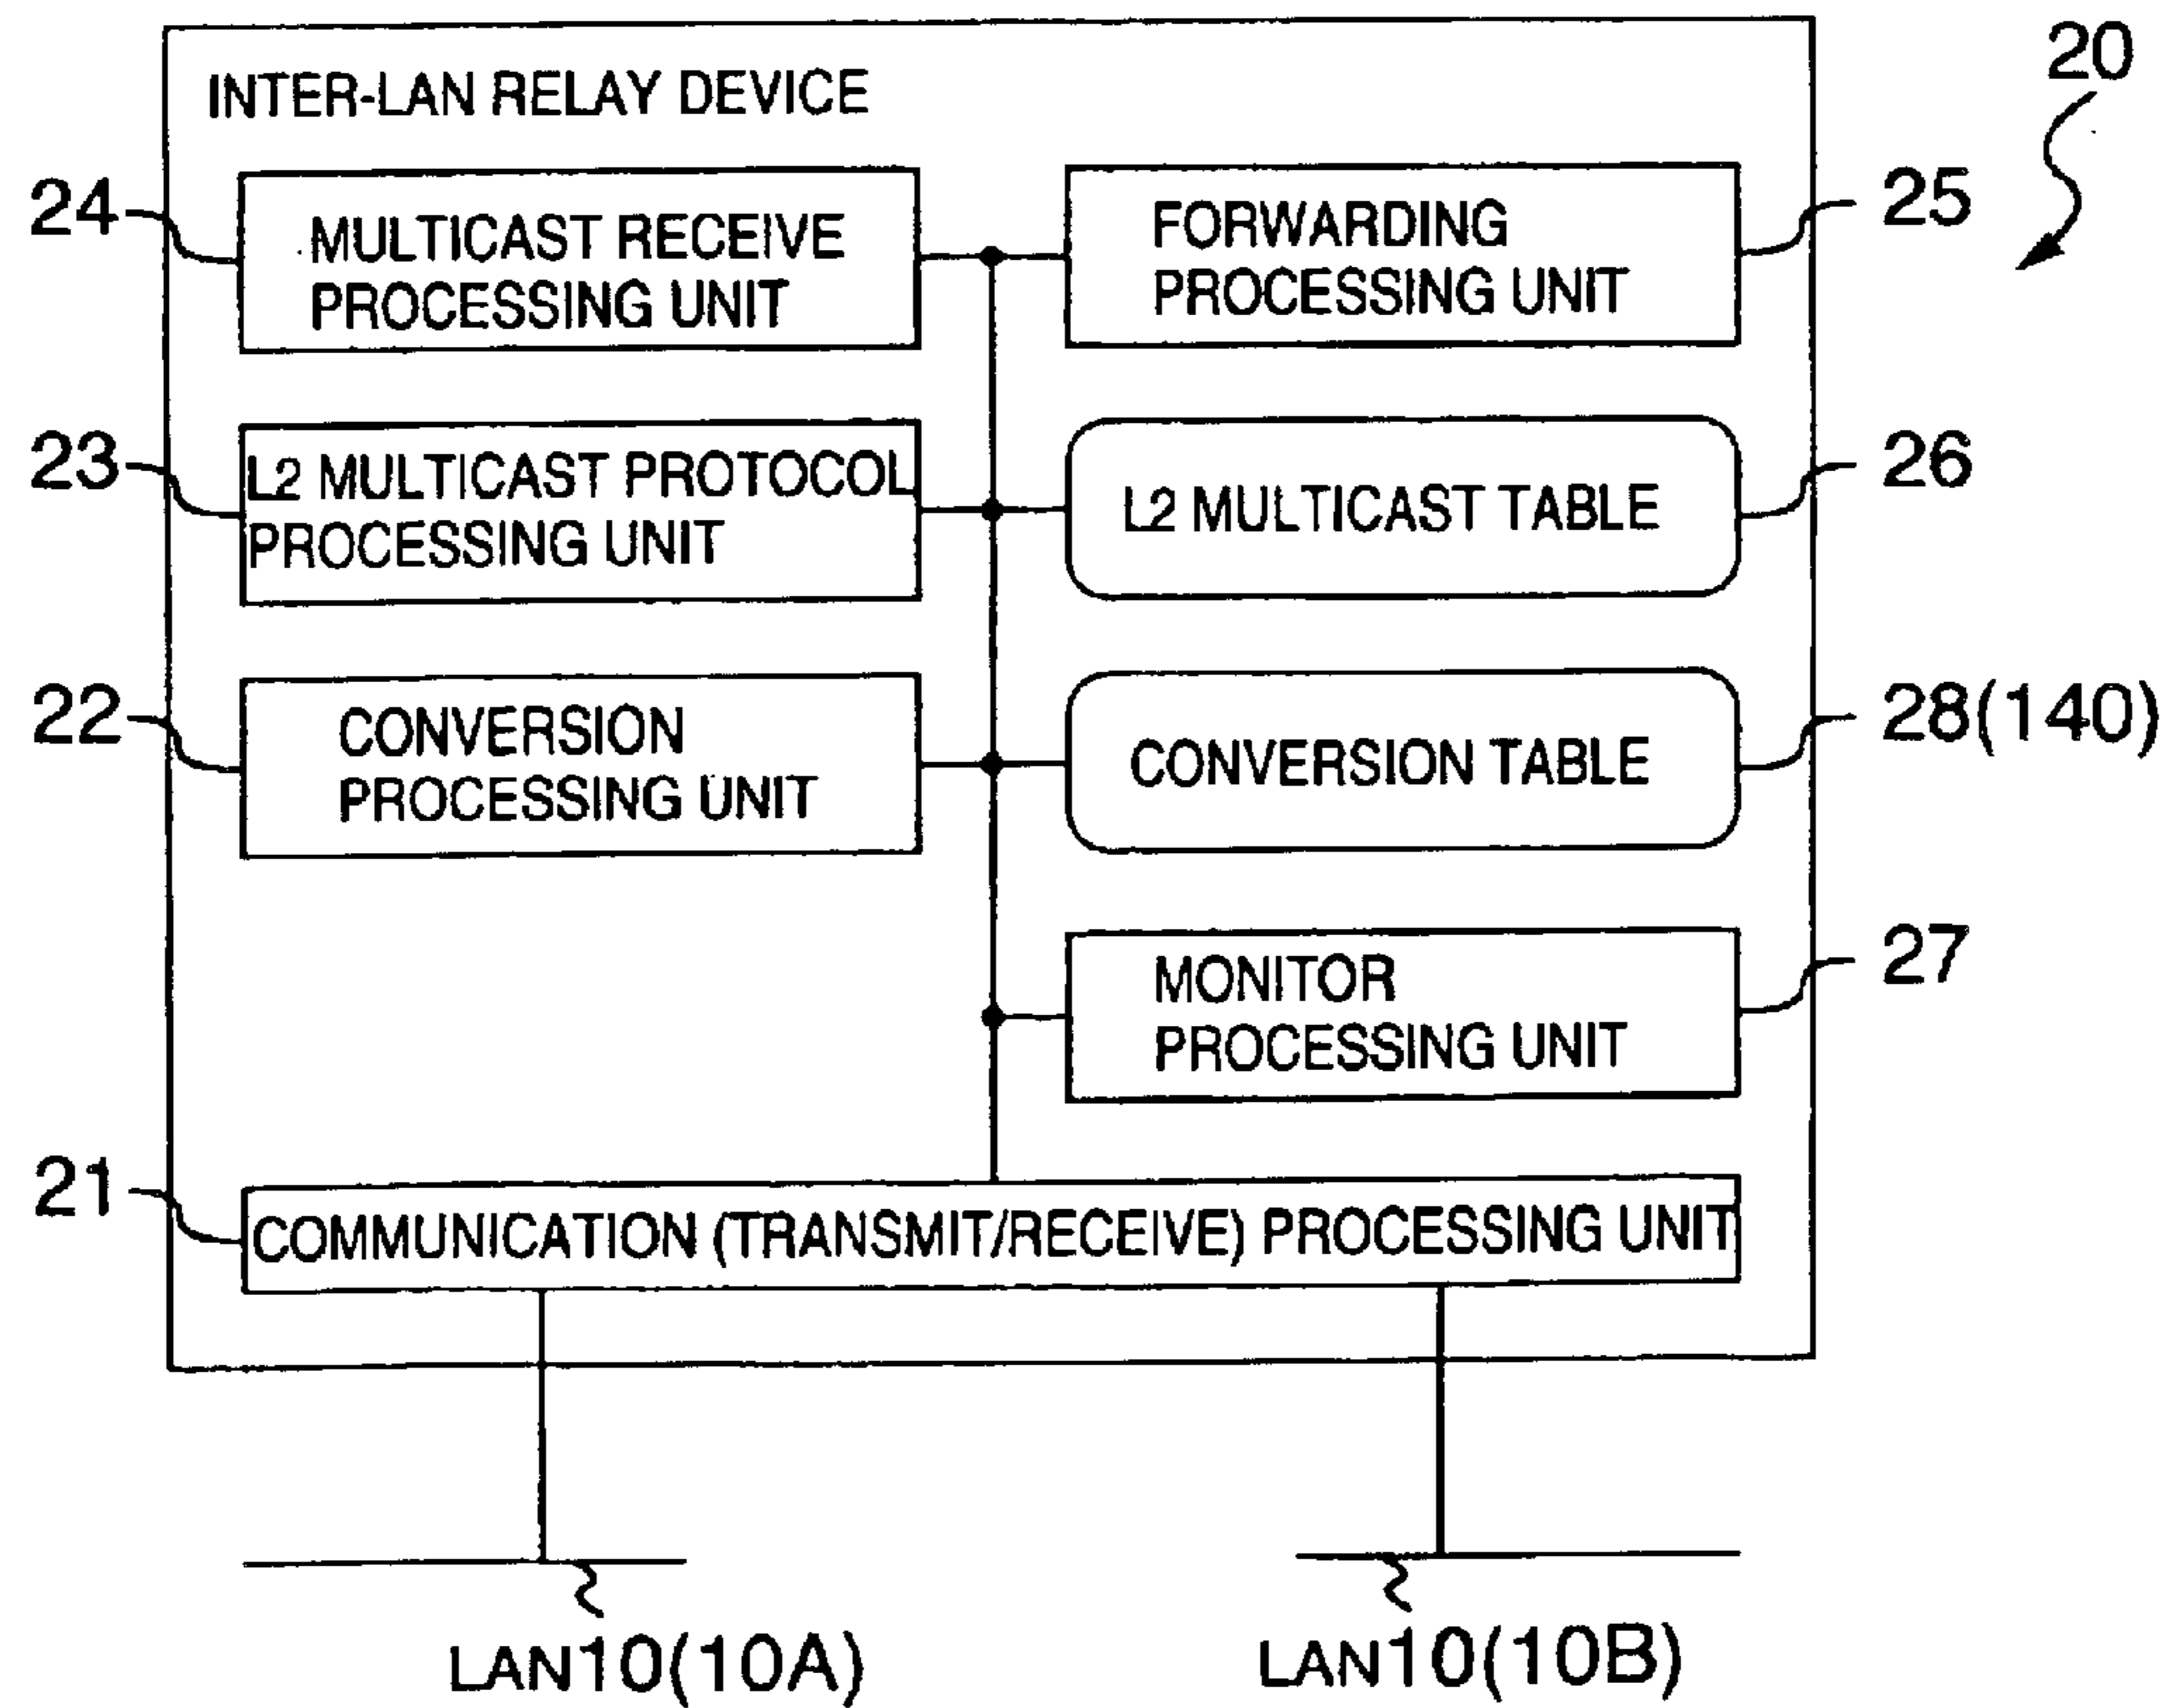 20
INTER-LAN RELAY DEVICE
24
MULTICAST RECEIVE
PROCESSING UNIT
FORWARDING
PROCESSING UNIT
25
23
L2 MULTICAST PROTOCOL
PROCESSING UNIT
L2 MULTICAST TABLE
26
22
CONVERSION
PROCESSING UNIT
CONVERSION TABLE
28(140)
MONITOR
PROCESSING UNIT
27
21
COMMUNICATION (TRANSMIT/RECEIVE) PROCESSING UNIT
LAN10(10A)
LAN10(10B)